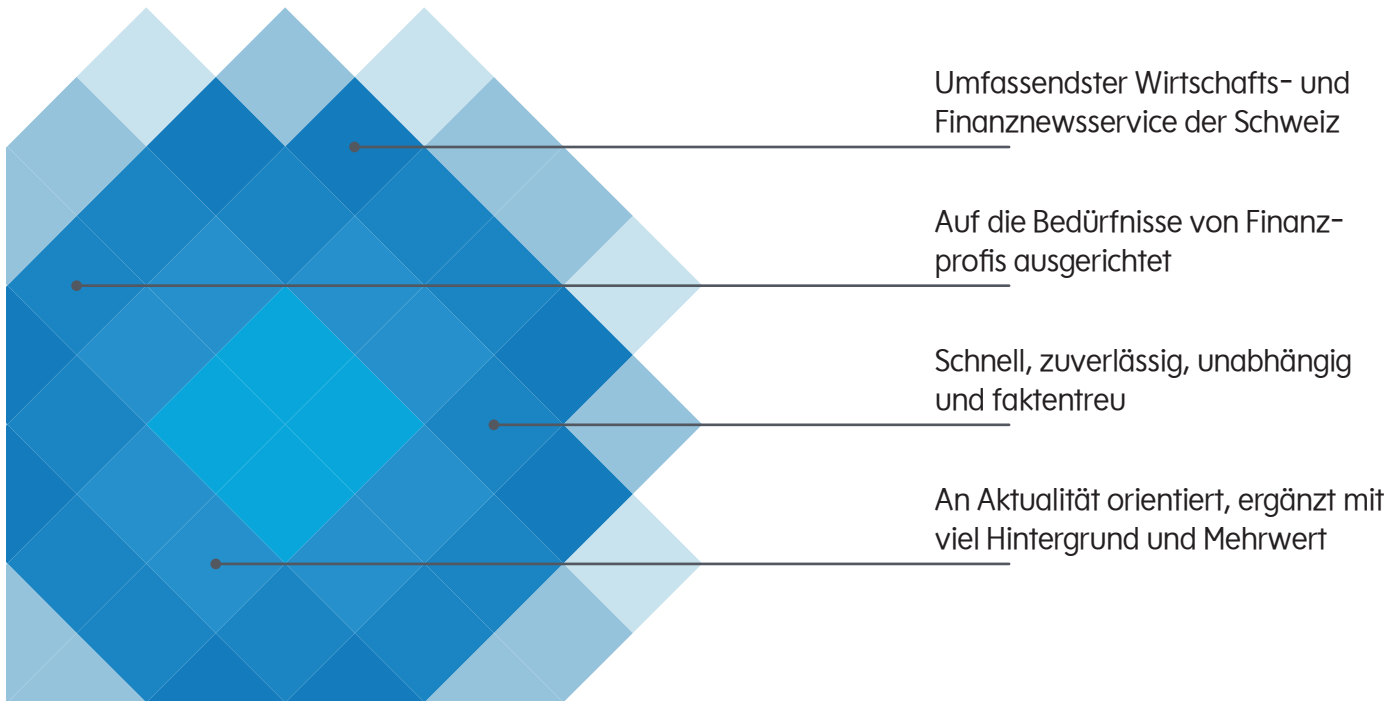 Umfassendster Wirtschafts- und
Finanznewsservice der Schweiz
Auf die Bedürfnisse von Finanz-
profis ausgerichtet
Schnell, zuverlässig, unabhängig
und faktentreu
An Aktualität orientiert, ergänzt mit
viel Hintergrund und Mehrwert